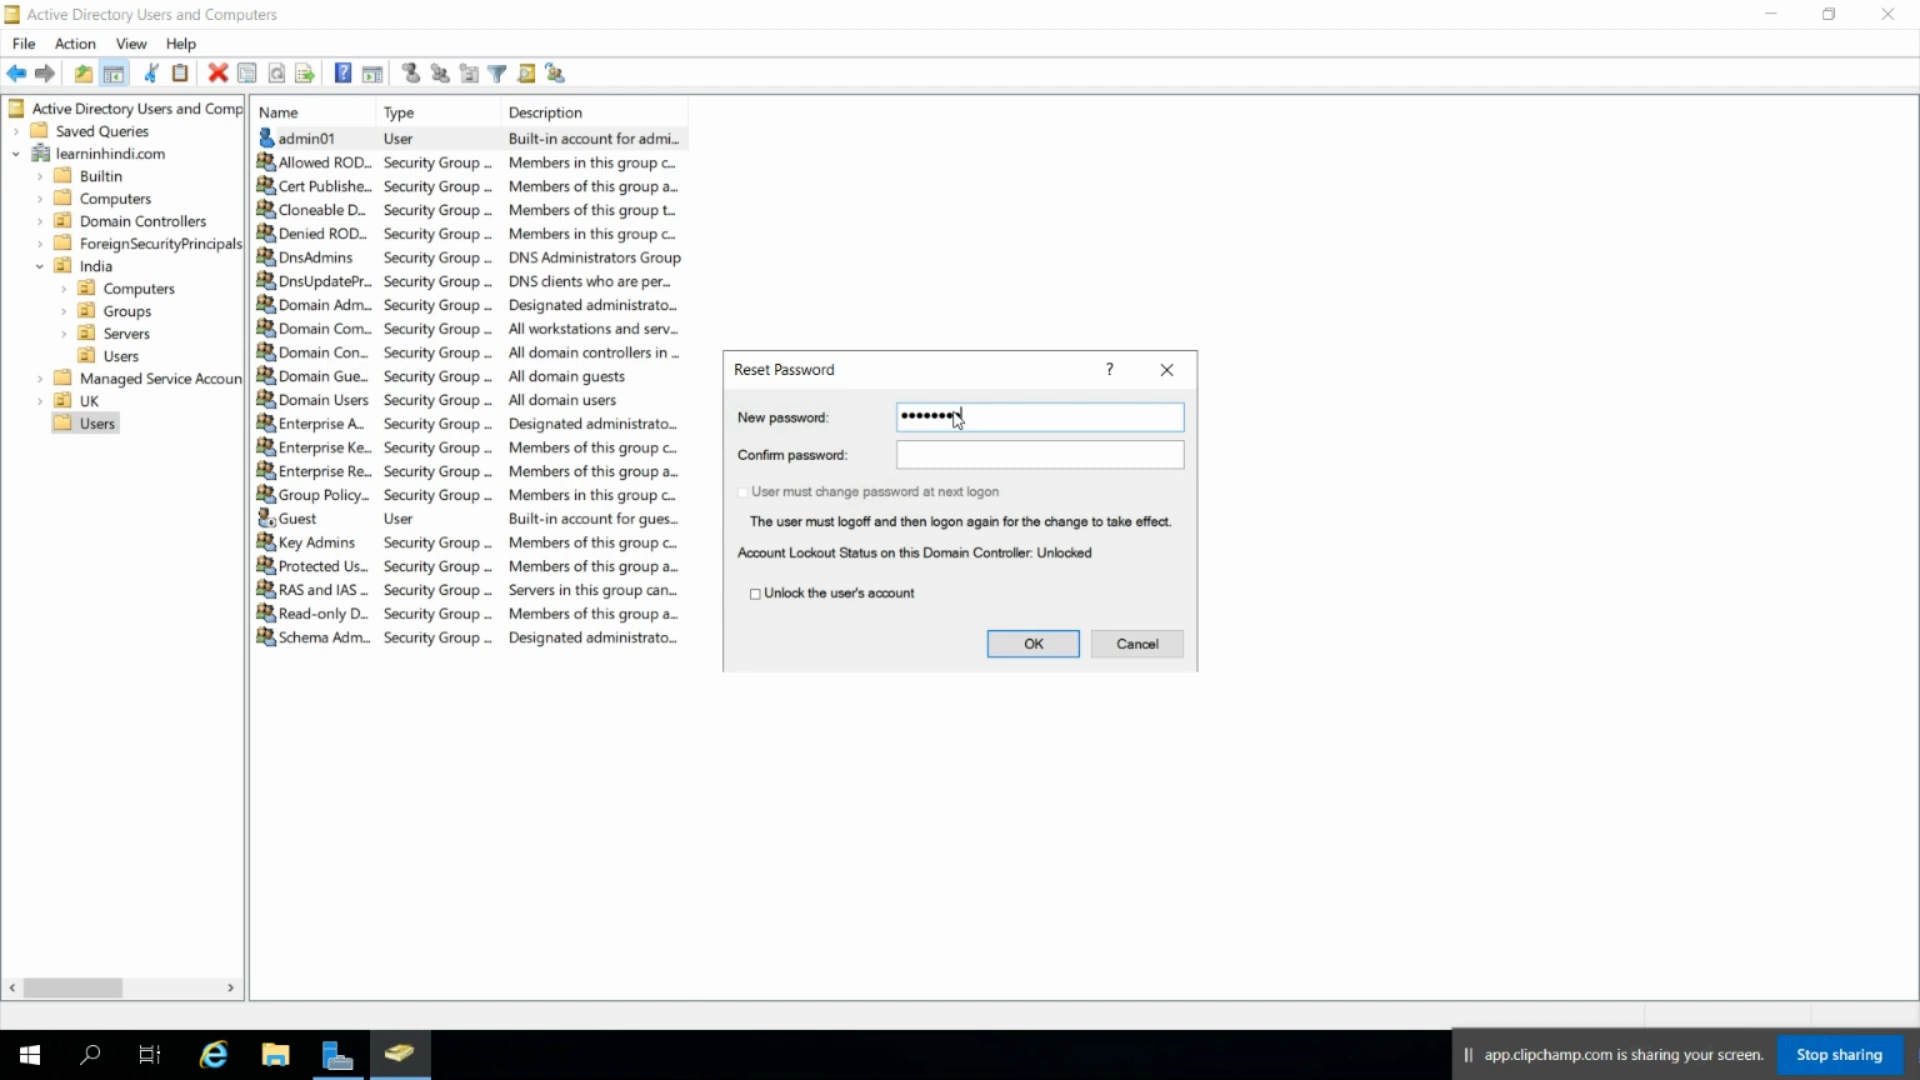 Active Directory Users and Computers
File Action View Help
Active Directory Users and Comp
Saved Queries
learninhindi.com
Builtin
Computers
Domain Controllers
ForeignSecurityPrincipals
India
Computers
Groups
Servers
Users
Managed Service Accoun
UK
Users
Name Type Description
admin01 User Built-in account for admi...
Allowed ROD... Security Group ... Members in this group c...
Cert Publishe... Security Group ... Members of this group a...
Cloneable D... Security Group ... Members of this group t...
Denied ROD... Security Group ... Members in this group c...
DnsAdmins Security Group ... DNS Administrators Group
DnsUpdatePr... Security Group ... DNS clients who are per...
Domain Adm... Security Group ... Designated administrato...
Domain Com... Security Group ... All workstations and serv...
Domain Con... Security Group ... All domain controllers in ...
Domain Gue... Security Group ... All domain guests
Domain Users Security Group ... All domain users
Enterprise A... Security Group ... Designated administrato...
Enterprise Ke... Security Group ... Members of this group c...
Enterprise Re... Security Group ... Members of this group a...
Group Policy... Security Group ... Members in this group c...
Guest User Built-in account for gues...
Key Admins Security Group ... Members of this group c...
Protected Us... Security Group ... Members of this group a...
RAS and IAS ... Security Group ... Servers in this group can...
Read-only D... Security Group ... Members of this group a...
Schema Adm... Security Group ... Designated administrato...
Reset Password
New password:
Confirm password:
User must change password at next logon
The user must logoff and then logon again for the change to take effect.
Account Lockout Status on this Domain Controller: Unlocked
Unlock the user's account
OK Cancel
app.clipchamp.com is sharing your screen. Stop sharing